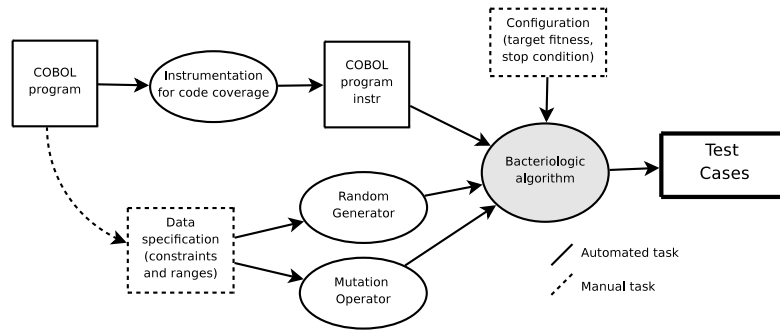 Configuration
(target fitness,
stop condition)
COBOL
program
Instrumentation
for code coverage
COBOL
program
instr
Bacteriologic
algorithm
Test
Cases
Random
Generator
Data
specification
(constraints
and ranges)
Mutation
Operator
Automated task
Manual task